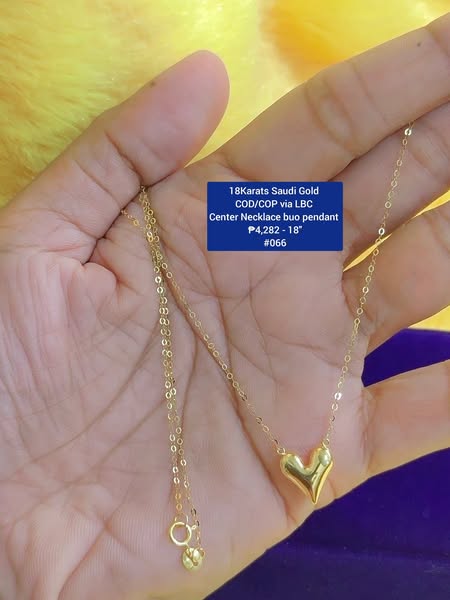 18Karats Saudi Gold
COD/COP via LBC
Center Necklace buo pendant
₱4,282 - 18"
#066